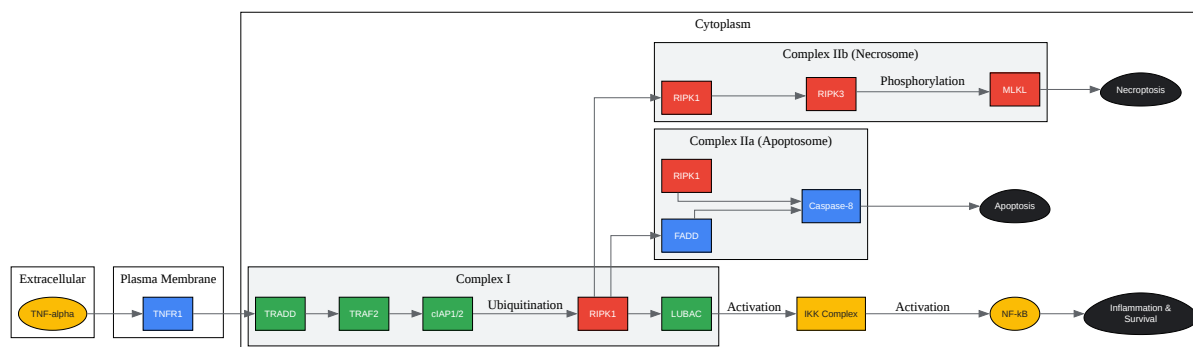 Cytoplasm
Complex IIb (Necrosome)
RIPK1
RIPK3
Phosphorylation
MLKL
Necroptosis
Complex IIa (Apoptosome)
RIPK1
Caspase-8
Apoptosis
FADD
Extracellular
Plasma Membrane
Complex I
TNF-alpha
TNFR1
TRADD
TRAF2
cIAP1/2
Ubiquitination
RIPK1
LUBAC
Activation
IKK Complex
Activation
NF-kB
Inflammation &
Survival